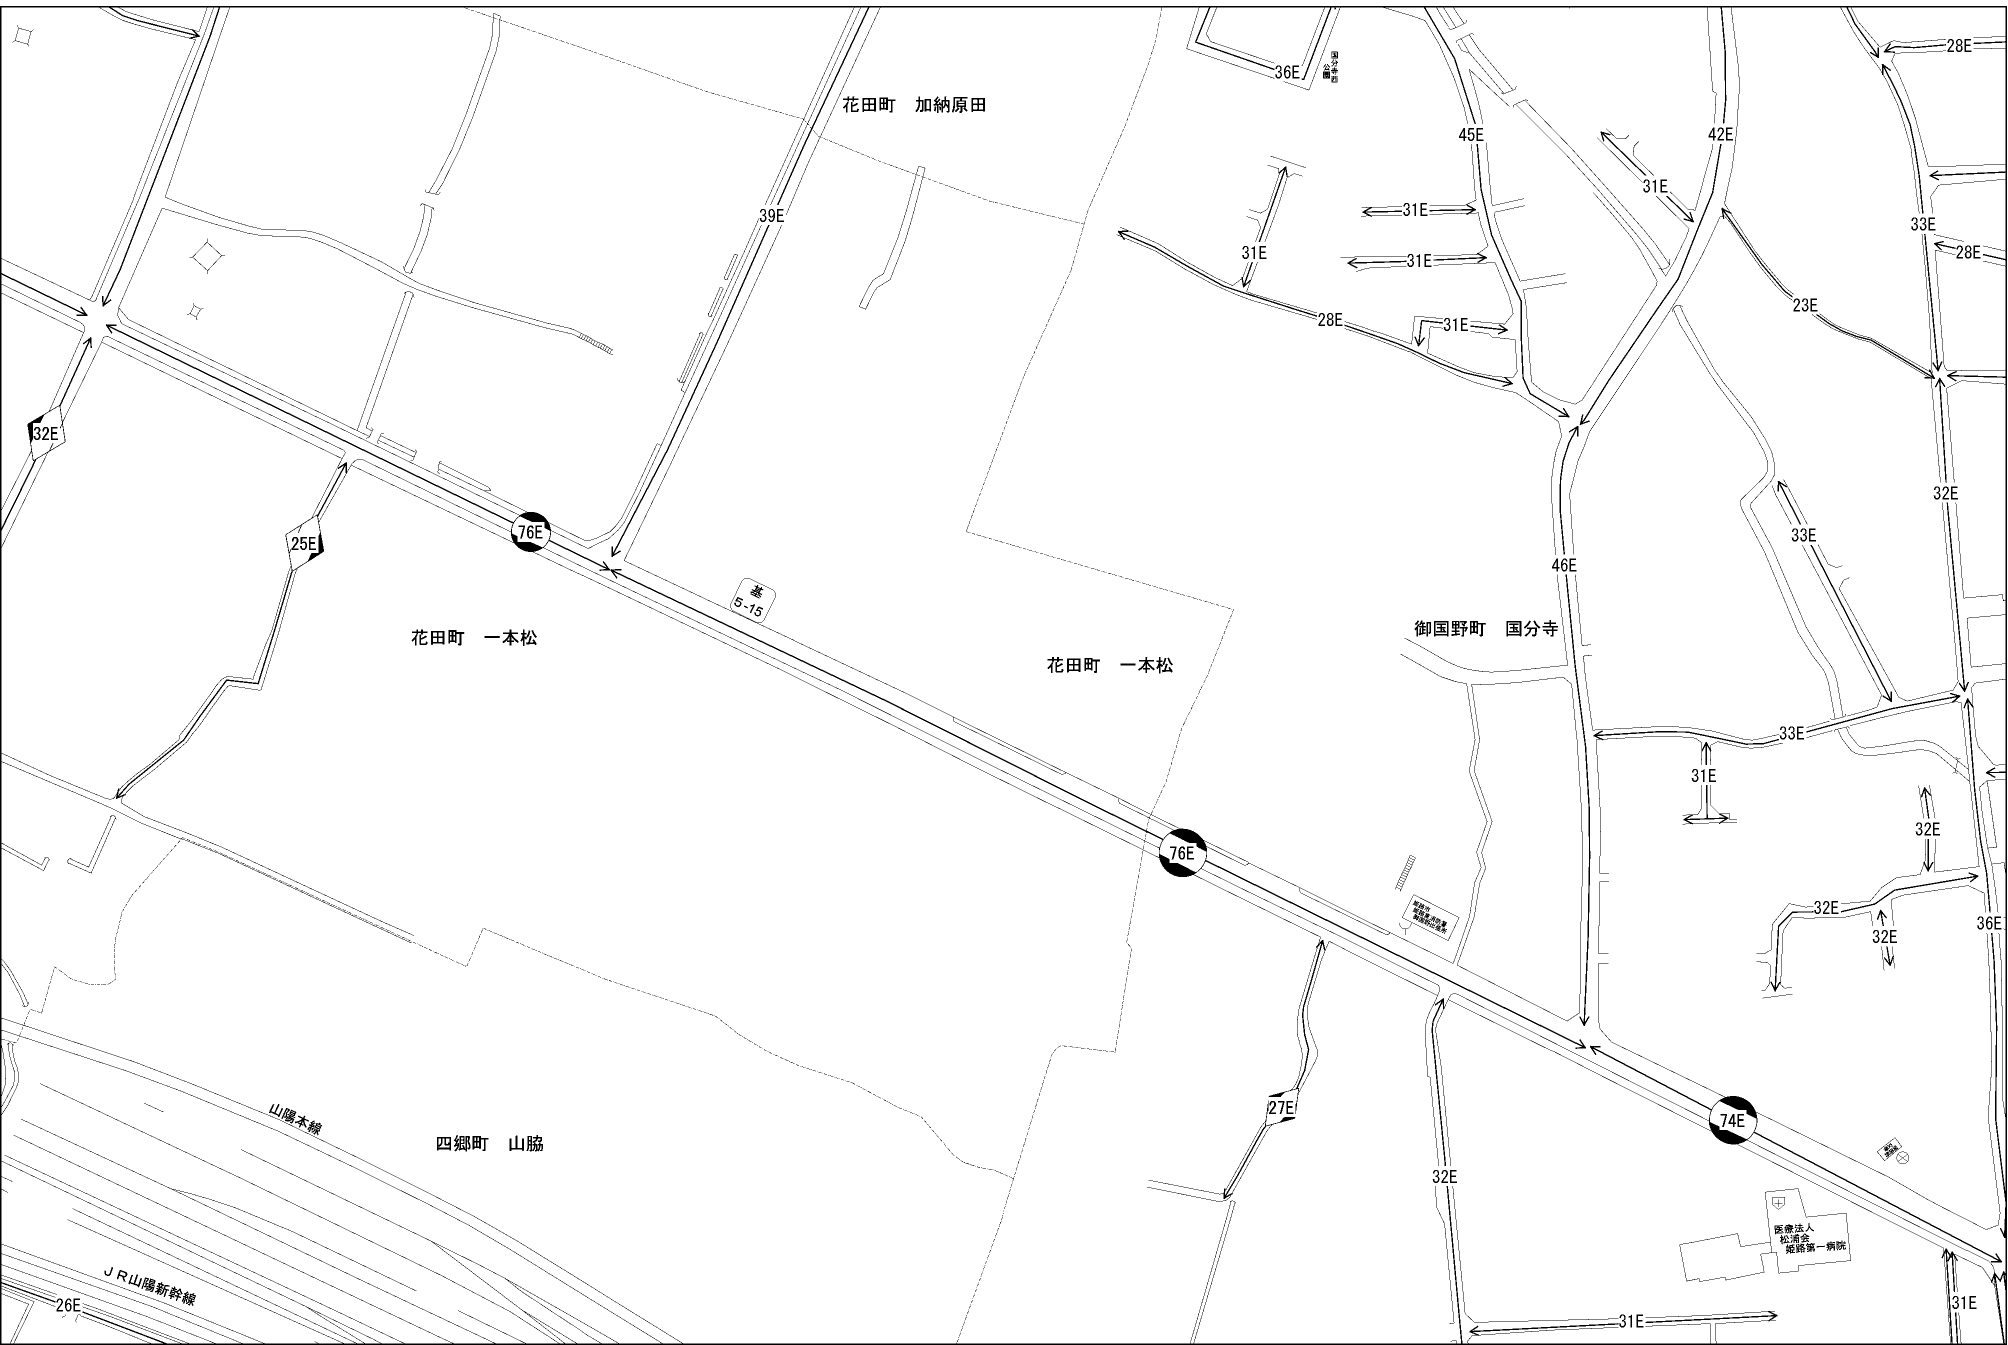 28E
36E
国分寺西
公園
花田町　加納原田
45E
42E
31E
39E
31E
33E
31E
31E
28E
23E
28E
31E
32E
76E
25E
32E
33E
46E
基
5-15
花田町　一本松
花田町　一本松
御国野町　国分寺
33E
31E
32E
76E
32E
36E
32E
27E
74E
山陽本線
四郷町　山脇
32E
医療法人
松浦会
姫路第一病院
ＪＲ山陽新幹線
26E
31E
31E